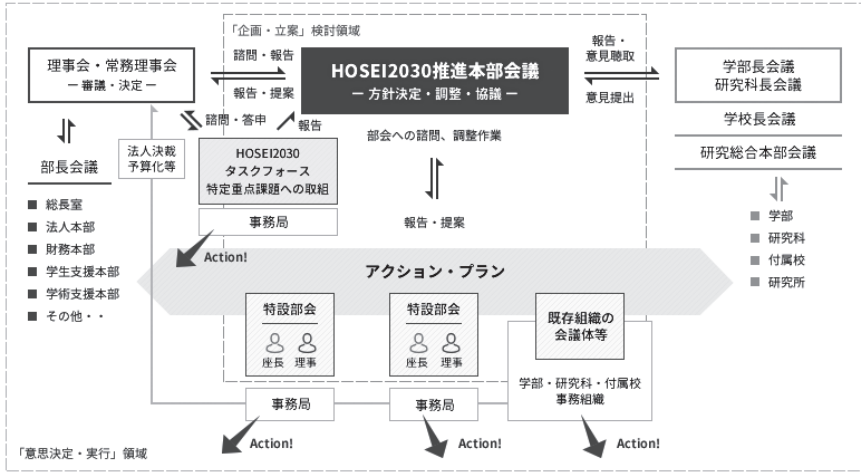 「企画・立案」検討領域
理事会・常務理事会
ー 審議・決定 ー
諮問・報告
報告・提案
HOSEI2030推進本部会議
ー 方針決定・調整・協議 ー
報告・
意見聴取
意見提出
学部長会議
研究科長会議
学校長会議
研究総合本部会議
諮問・答申
報告
法人決裁
予算化等
部長会議
HOSEI2030
タスクフォース
特定重点課題への取組
事務局
Action!
部会への諮問、調整作業
報告・提案
■ 総長室
■ 法人本部
■ 財務本部
■ 学生支援本部
■ 学術支援本部
■ その他・・
■ 学部
■ 研究科
■ 付属校
■ 研究所
アクション・プラン
特設部会
座長 理事
特設部会
座長 理事
既存組織の
会議体等
学部・研究科・付属校
事務組織
事務局
事務局
Action!
Action!
Action!
「意思決定・実行」領域